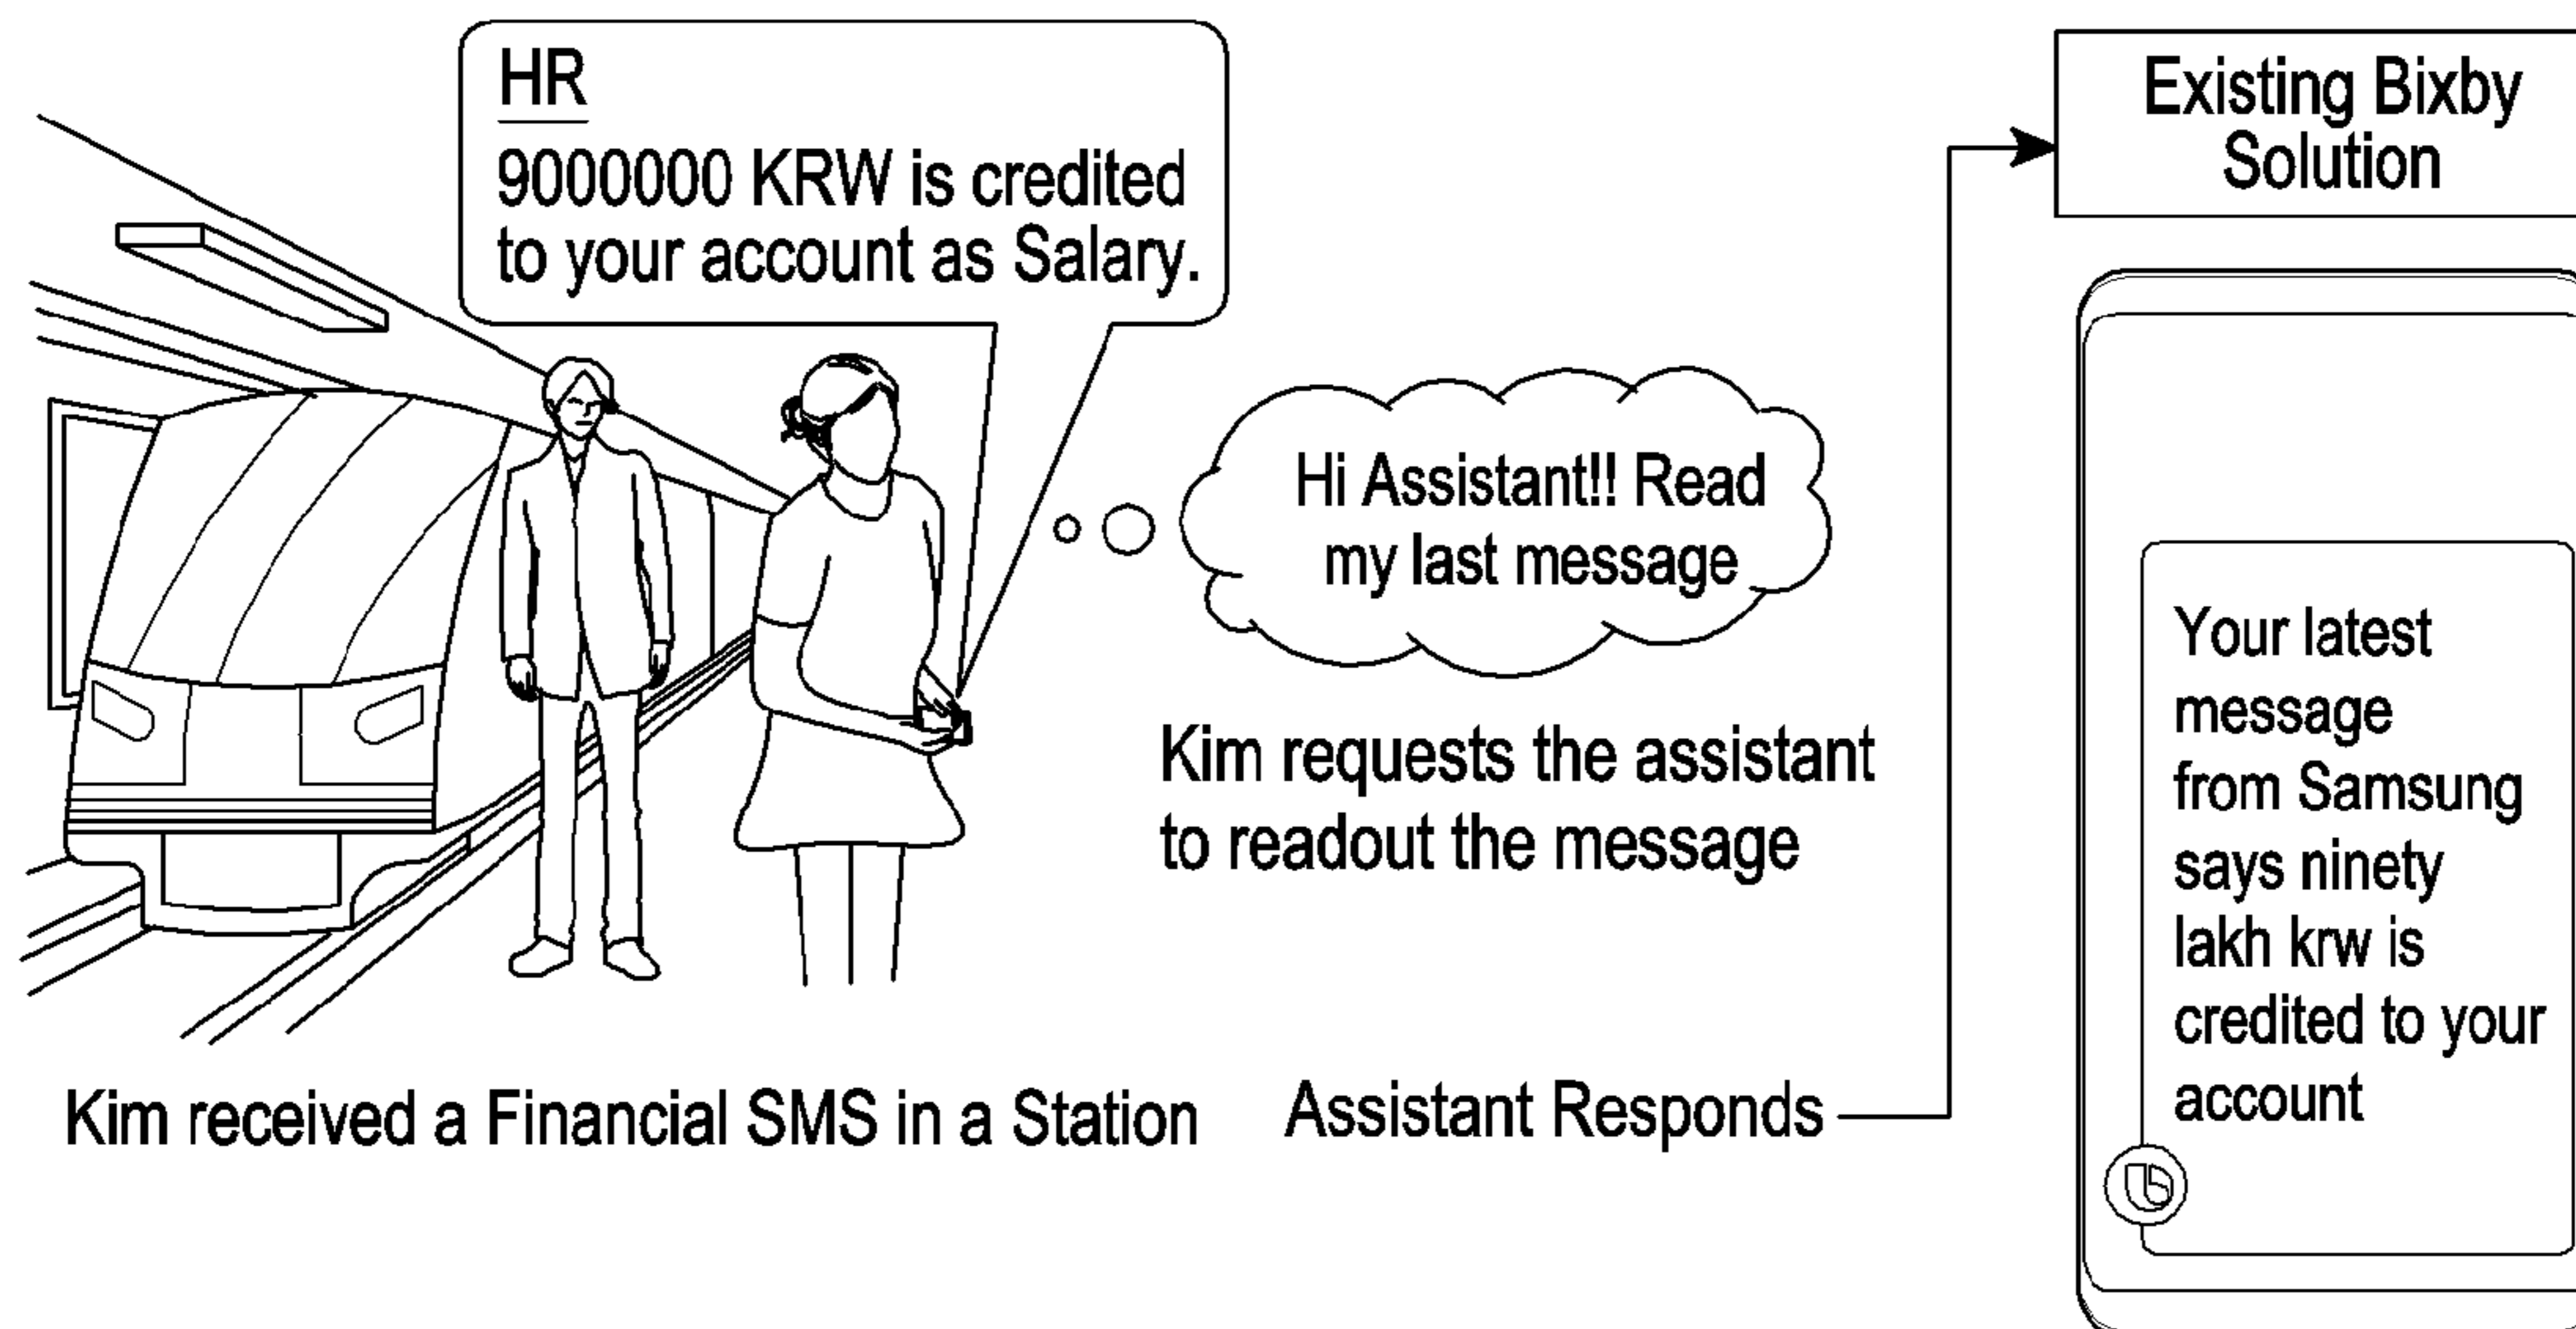 HR
9000000 KRW is credited
to your account as Salary.
Hi Assistant!! Read
my last message
Kim requests the assistant
to readout the message
Kim received a Financial SMS in a Station
Assistant Responds
Existing Bixby
Solution
Your latest
message
from Samsung
says ninety
lakh krw is
credited to your
account